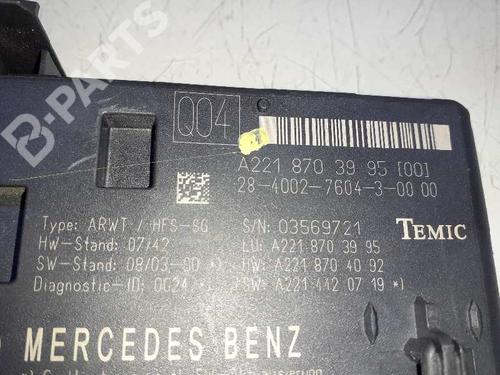 B-PARTS
Q04
A221 870 39 95 [00]
28-4002-7604-3-00 00
Type: ARWT / HFS-SG
S/N: 03569721
TEMIC
HW-Stand: 07/42
LU: A221 870 39 95
SW-Stand: 08/03-00 *)
HW: A221 870 40 92
Diagnostic-ID: 0024 *)
SW: A221 442 07 19 *)
MERCEDES BENZ